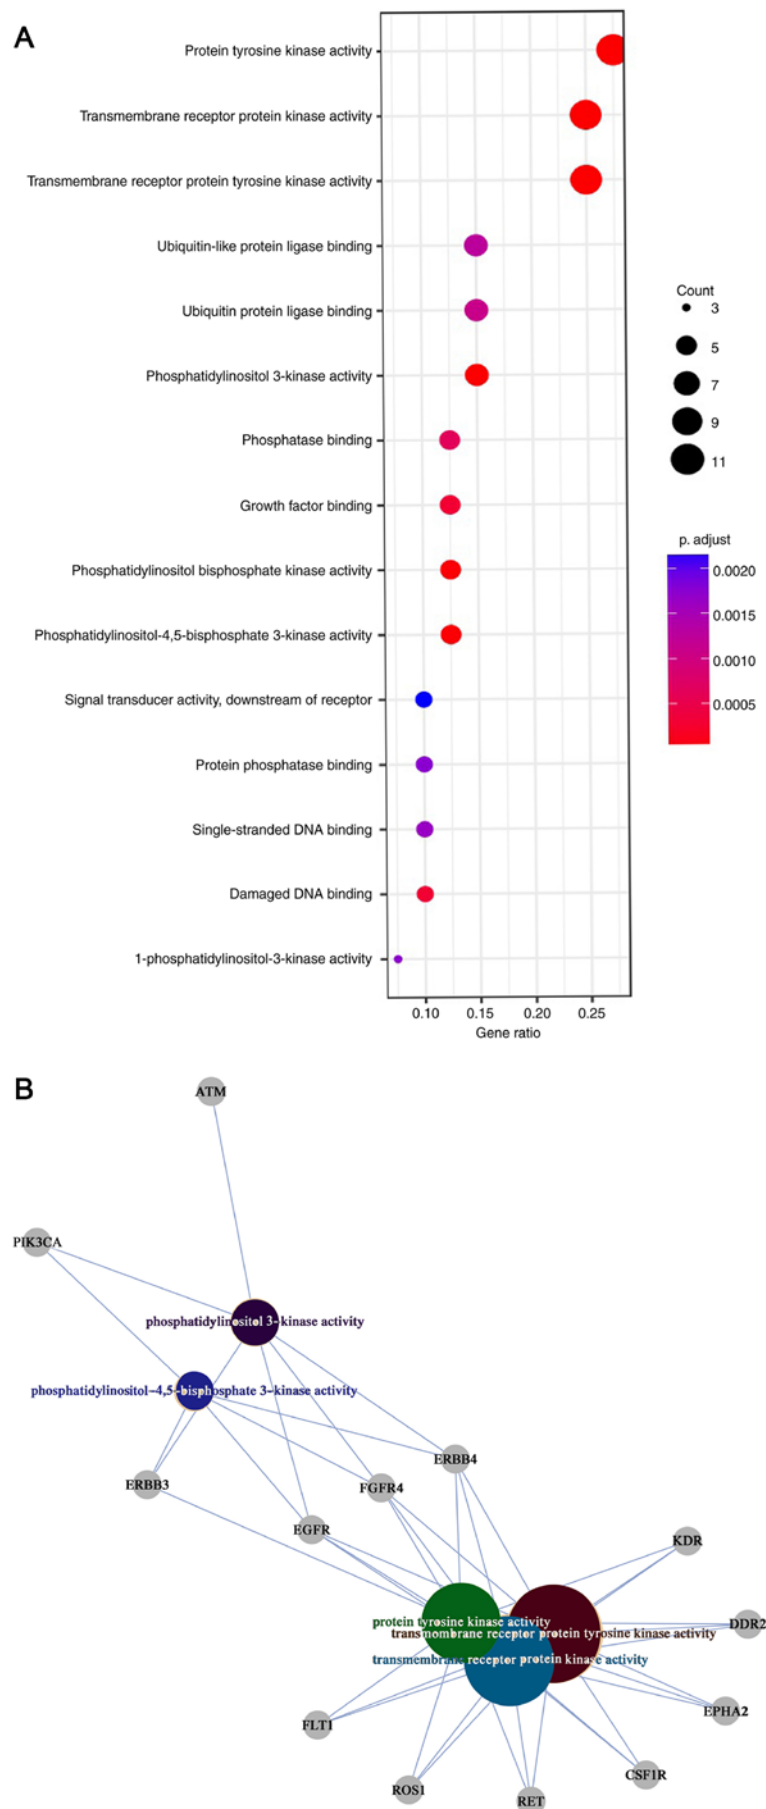 A
Protein tyrosine kinase activity
Transmembrane receptor protein kinase activity
Transmembrane receptor protein tyrosine kinase activity
Ubiquitin-like protein ligase binding
Ubiquitin protein ligase binding
Phosphatidylinositol 3-kinase activity
Phosphatase binding
Growth factor binding
Phosphatidylinositol bisphosphate kinase activity
Phosphatidylinositol-4,5-bisphosphate 3-kinase activity
Signal transducer activity, downstream of receptor
Protein phosphatase binding
Single-stranded DNA binding
Damaged DNA binding
1-phosphatidylinositol-3-kinase activity
0.10 0.15 0.20 0.25
Gene ratio
Count
3
5
7
9
11
p. adjust
0.0020
0.0015
0.0010
0.0005
B
ATM
PIK3CA
phosphatidylinositol 3-kinase activity
phosphatidylinositol-4,5-bisphosphate 3-kinase activity
ERBB4
ERBB3
FGFR4
EGFR
KDR
protein tyrosine kinase activity
DDR2
transmembrane receptor protein tyrosine kinase activity
transmembrane receptor protein kinase activity
EPHA2
FLT1
CSF1R
ROS1
RET